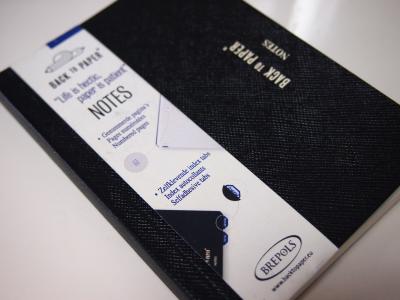 BACK TO PAPER®
"Life is hectic,
paper is patient"
NOTES
• Genummerde pagina's
Pages numérotées
Numbered pages
• Zelfklevende index tabs
Index autocollants
Selfadhesive tabs
BREPOLS
www.backtopaper.eu
BACK TO PAPER®
NOTES